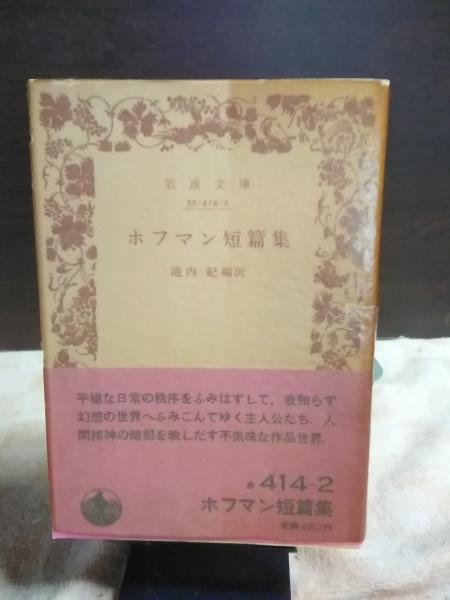 岩波文庫
32-414-2
ホフマン短篇集
池内 紀編訳
平穏な日常の秩序をふみはずして、我知らず
幻想の世界へふみこんでゆく主人公たち. 人
間精神の暗部を映しだす不気味な作品世界.
赤 414-2
ホフマン短篇集
定価 450円